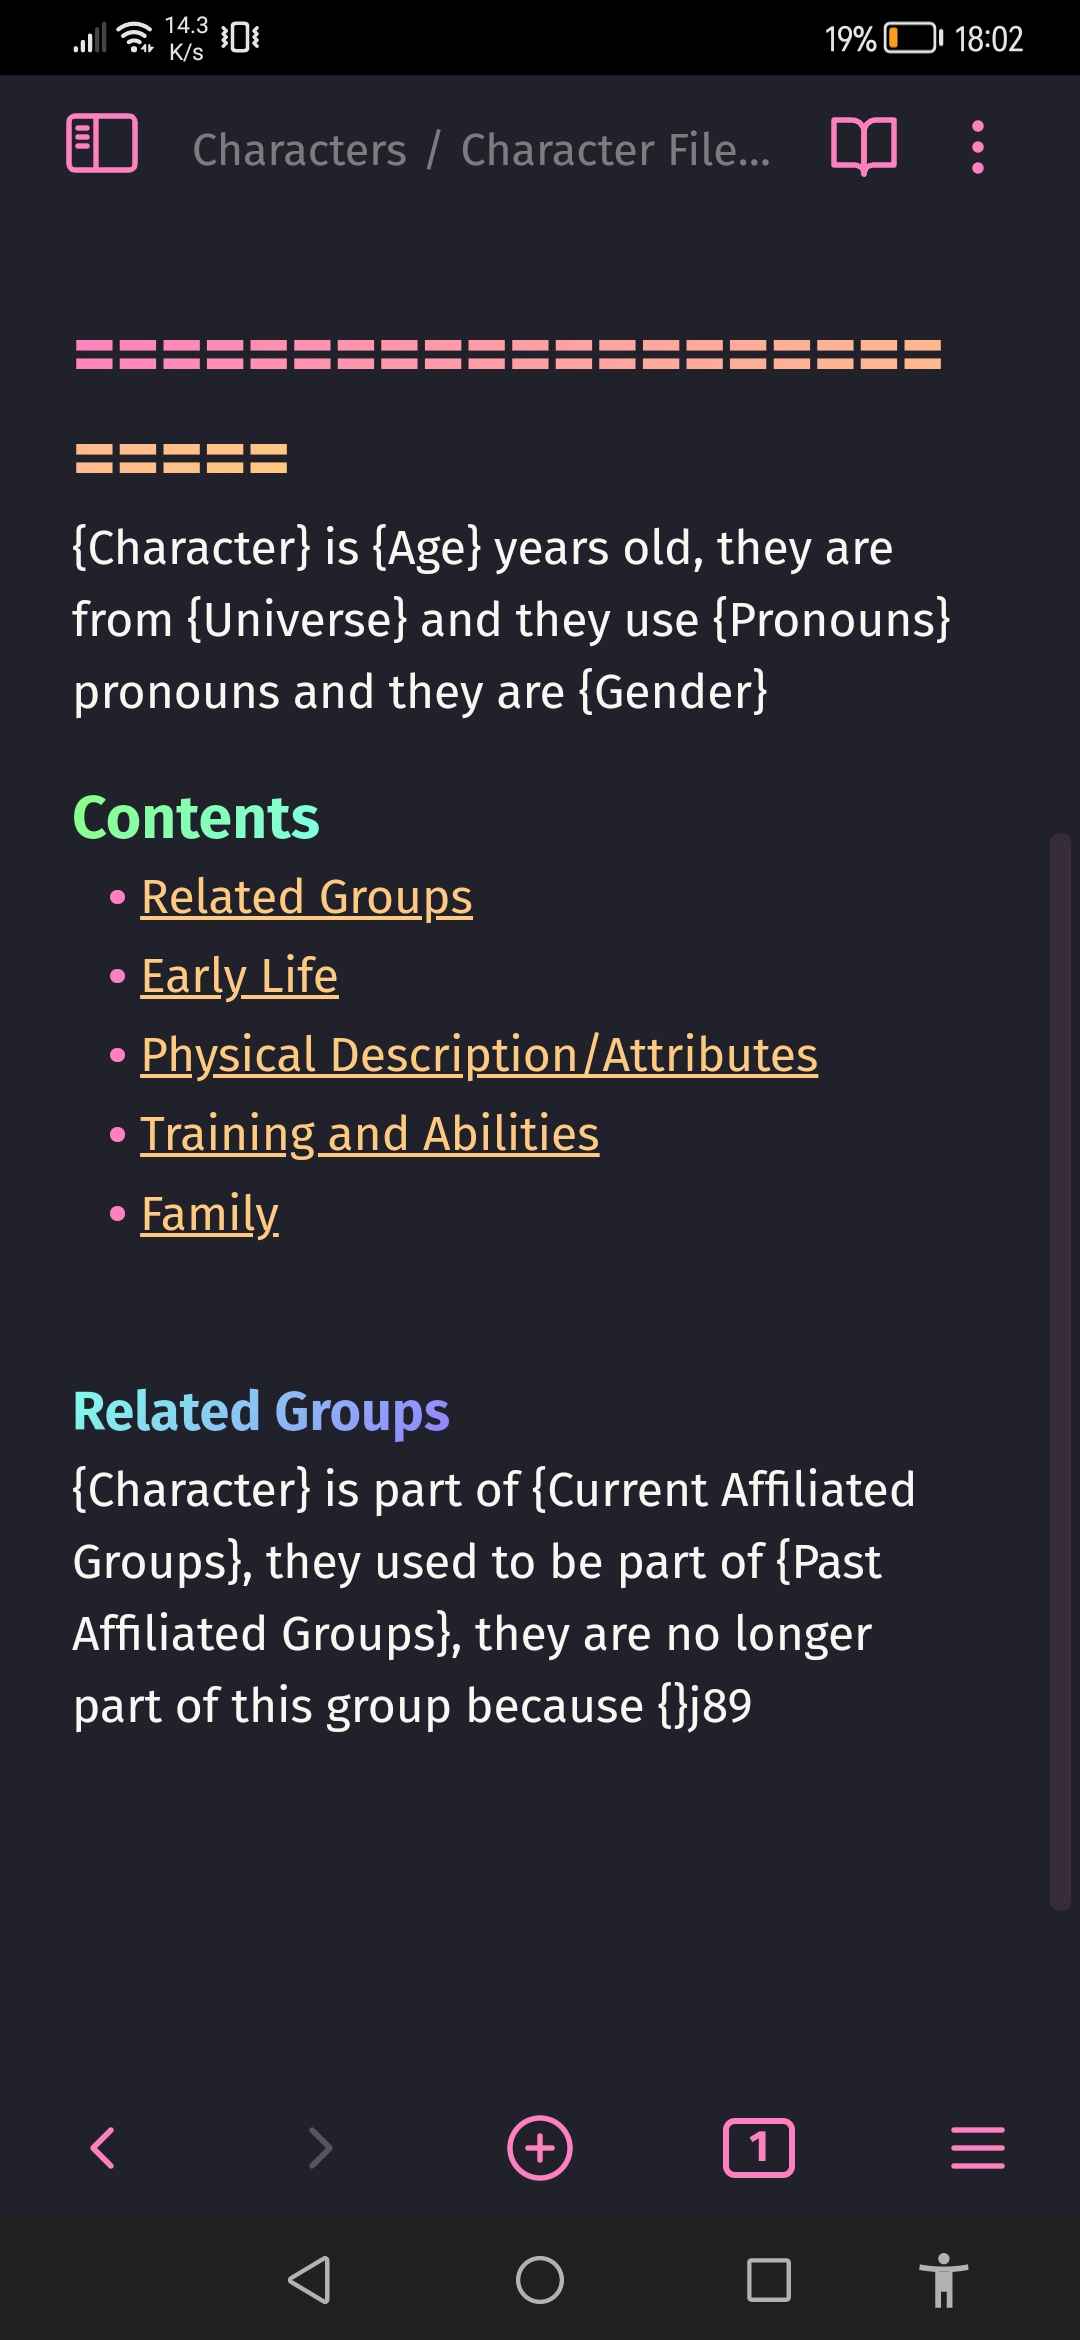 14.3
K/s
19%
18:02
Characters / Character File...
====================
=====
{Character} is {Age} years old, they are
from {Universe} and they use {Pronouns}
pronouns and they are {Gender}
Contents
• Related Groups
• Early Life
• Physical Description/Attributes
• Training and Abilities
• Family
Related Groups
{Character} is part of {Current Affiliated
Groups}, they used to be part of {Past
Affiliated Groups}, they are no longer
part of this group because {}j89
1